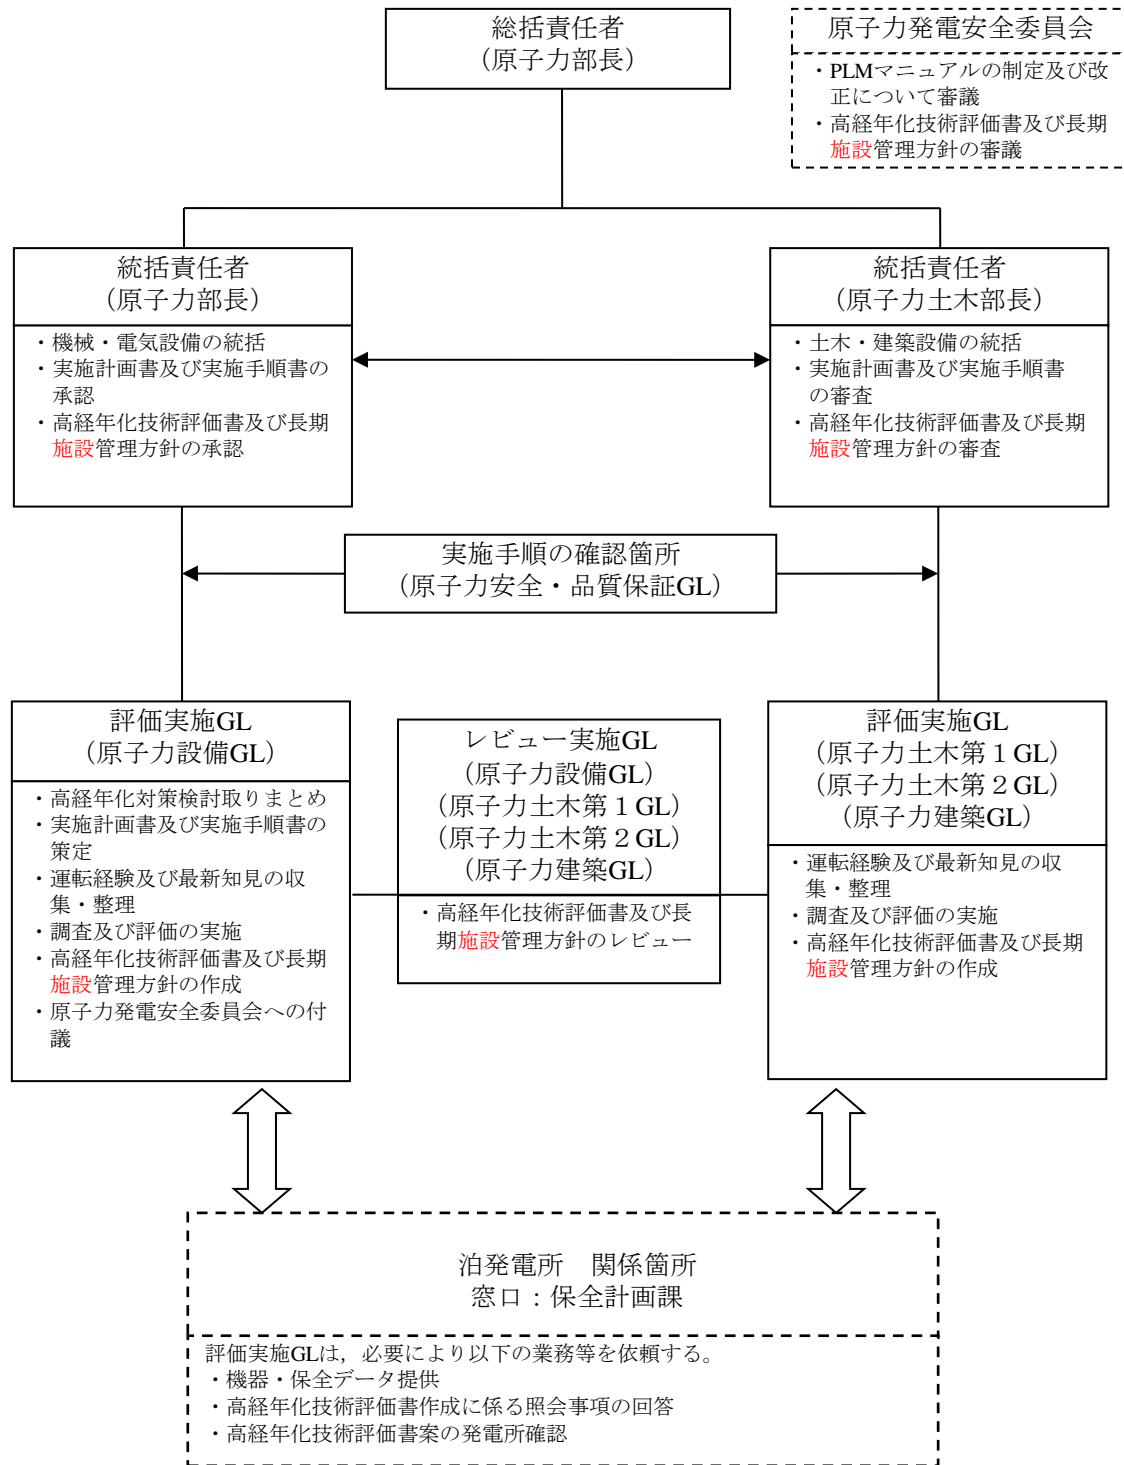 総括責任者
（原子力部長）
原子力発電安全委員会
・PLMマニュアルの制定及び改
正について審議
・高経年化技術評価書及び長期
施設管理方針の審議
統括責任者
（原子力部長）
・機械・電気設備の統括
・実施計画書及び実施手順書の
承認
・高経年化技術評価書及び長期
施設管理方針の承認
統括責任者
（原子力土木部長）
・土木・建築設備の統括
・実施計画書及び実施手順書
の審査
・高経年化技術評価書及び長期
施設管理方針の審査
実施手順の確認箇所
（原子力安全・品質保証GL）
評価実施GL
（原子力設備GL）
・高経年化対策検討取りまとめ
・実施計画書及び実施手順書の
策定
・運転経験及び最新知見の収
集・整理
・調査及び評価の実施
・高経年化技術評価書及び長期
施設管理方針の作成
・原子力発電安全委員会への付
議
レビュー実施GL
（原子力設備GL）
（原子力土木第１GL）
（原子力土木第２GL）
（原子力建築GL）
・高経年化技術評価書及び長
期施設管理方針のレビュー
評価実施GL
（原子力土木第１GL）
（原子力土木第２GL）
（原子力建築GL）
・運転経験及び最新知見の収
集・整理
・調査及び評価の実施
・高経年化技術評価書及び長期
施設管理方針の作成
泊発電所　関係箇所
窓口：保全計画課
評価実施GLは，必要により以下の業務等を依頼する。
・機器・保全データ提供
・高経年化技術評価書作成に係る照会事項の回答
・高経年化技術評価書案の発電所確認